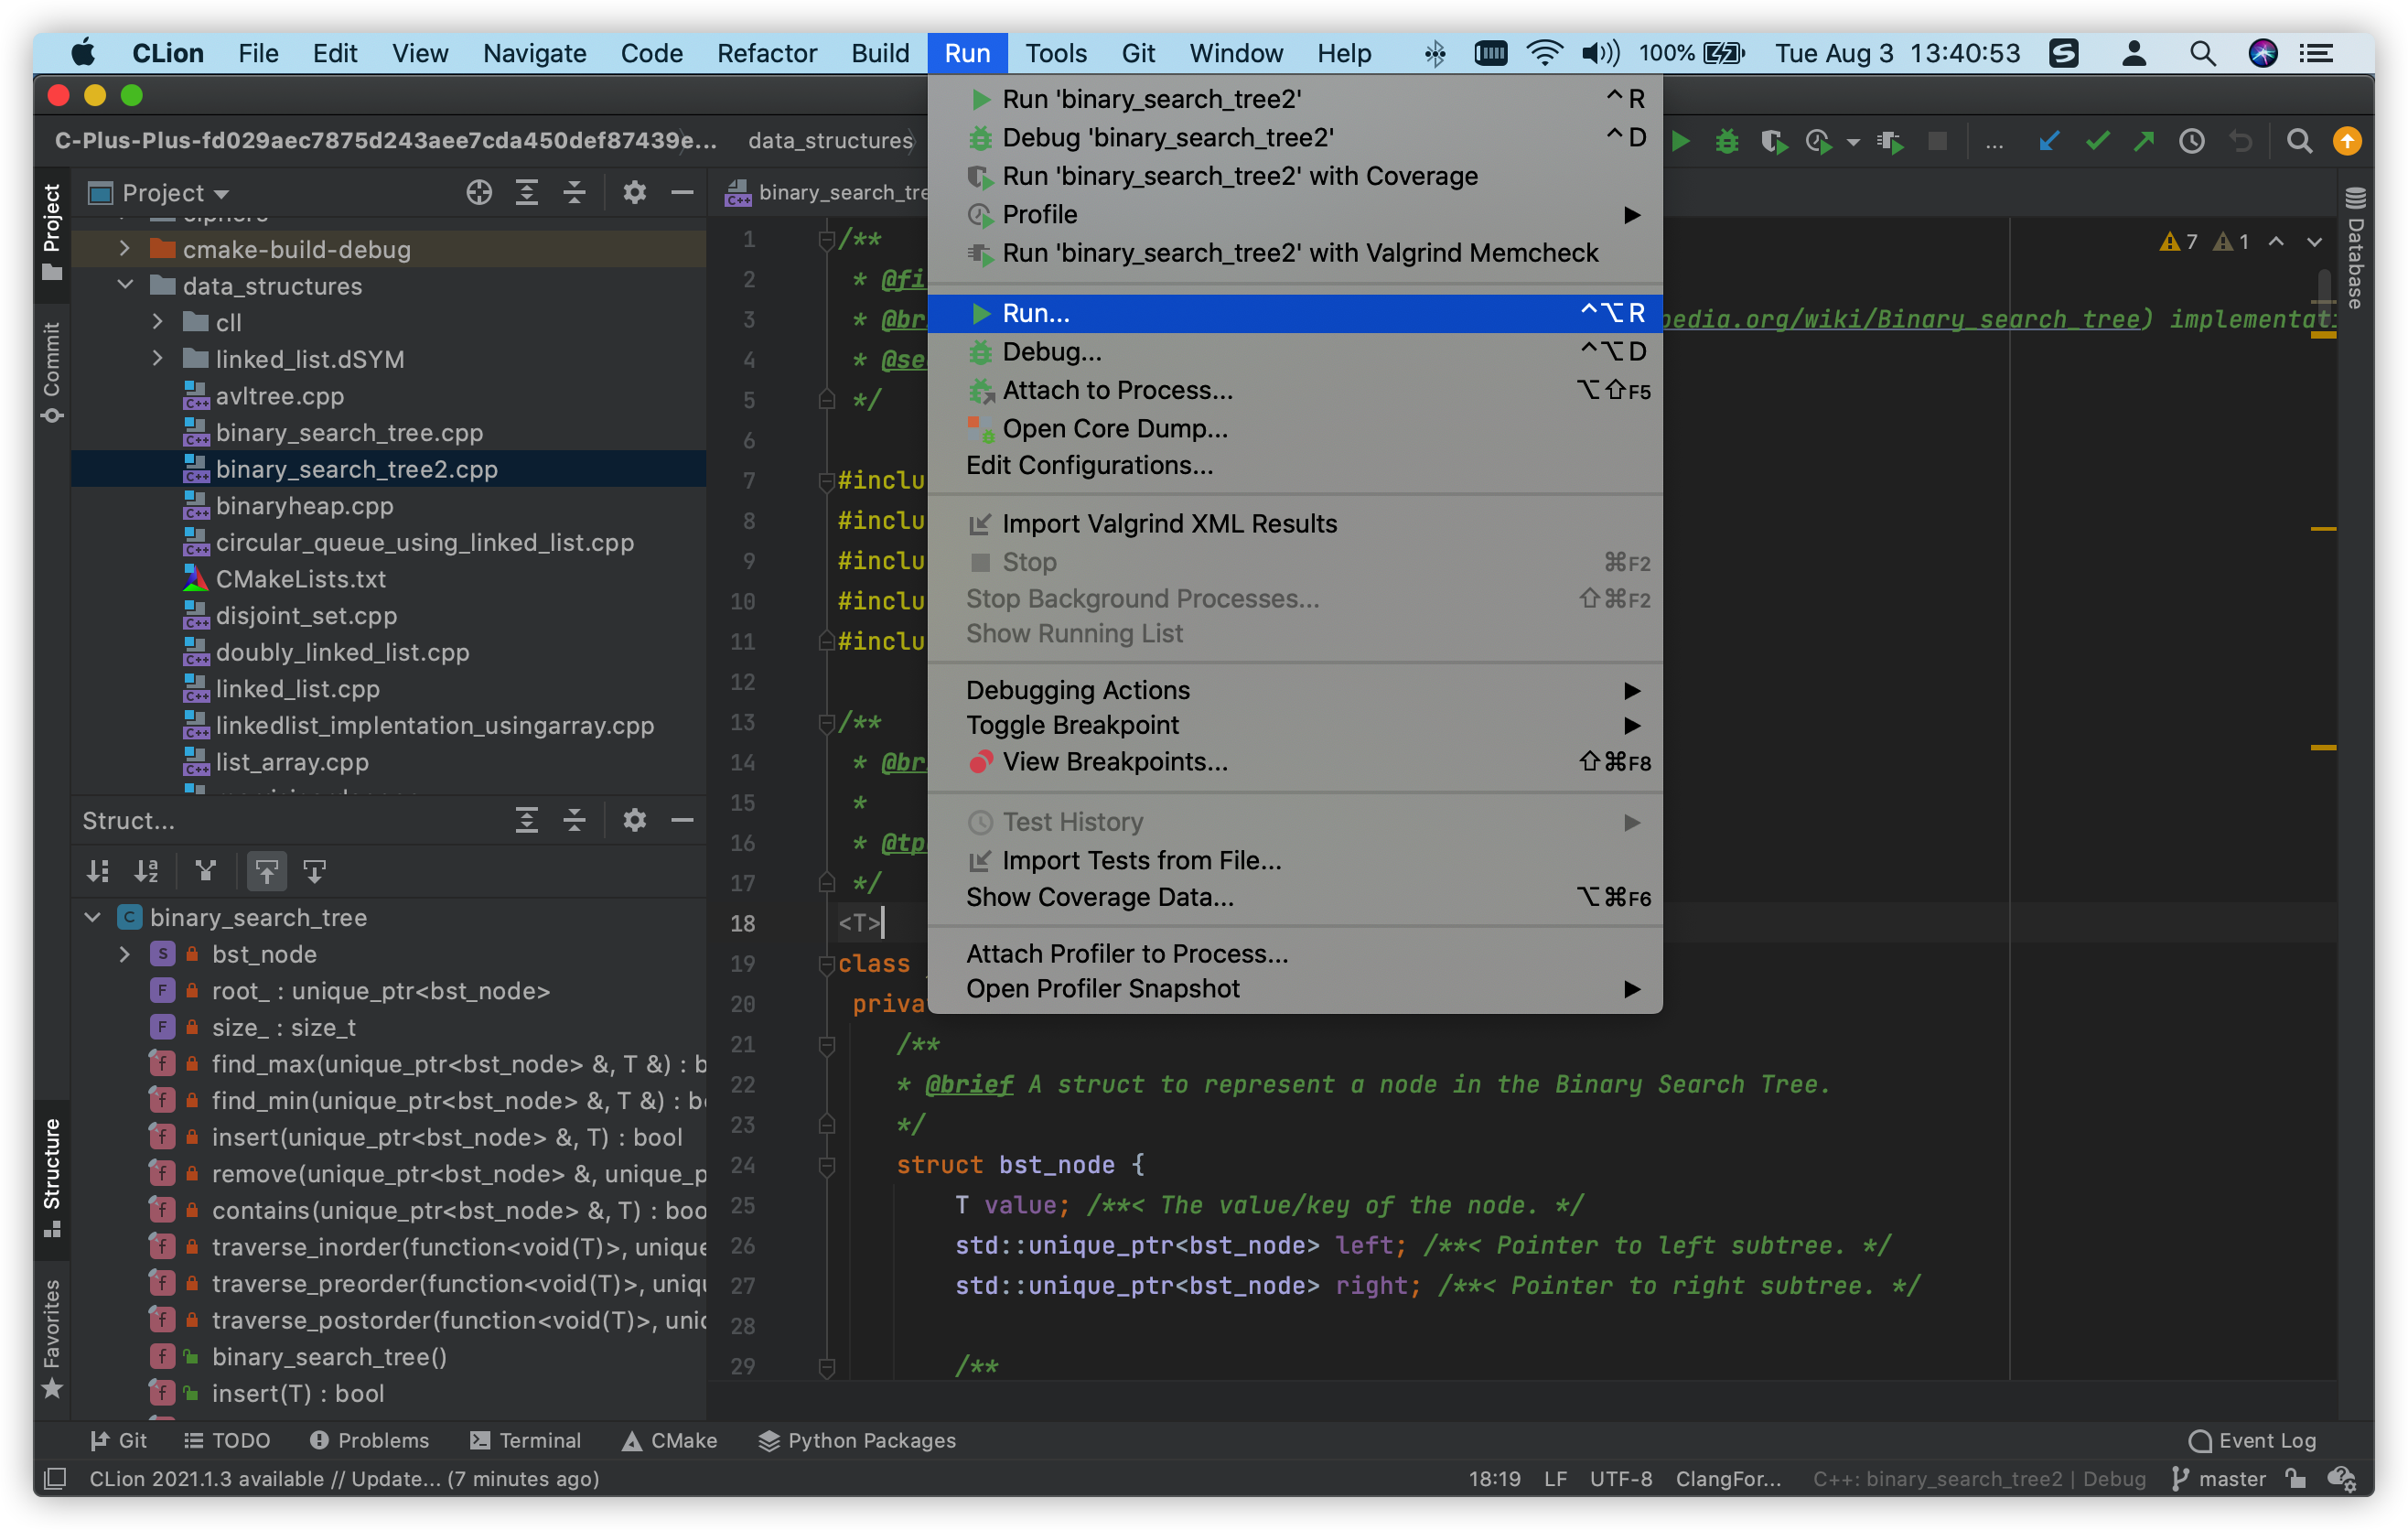 CLion File Edit View Navigate Code Refactor Build Run Tools Git Window Help 100% Tue Aug 3 13:40:53
C-Plus-Plus-fd029aec7875d243aee7cda450def87439e... data_structures ...
Project
Project
Commit
Structure
Favorites
cmake-build-debug
data_structures
cll
linked_list.dSYM
avltree.cpp
binary_search_tree.cpp
binary_search_tree2.cpp
binaryheap.cpp
circular_queue_using_linked_list.cpp
CMakeLists.txt
disjoint_set.cpp
doubly_linked_list.cpp
linked_list.cpp
linkedlist_implentation_usingarray.cpp
list_array.cpp
Struct...
binary_search_tree
bst_node
root_ : unique_ptr<bst_node>
size_ : size_t
find_max(unique_ptr<bst_node> &, T &) : b
find_min(unique_ptr<bst_node> &, T &) : b
insert(unique_ptr<bst_node> &, T) : bool
remove(unique_ptr<bst_node> &, unique_p
contains(unique_ptr<bst_node> &, T) : boo
traverse_inorder(function<void(T)>, unique
traverse_preorder(function<void(T)>, uniqu
traverse_postorder(function<void(T)>, unic
binary_search_tree()
insert(T) : bool
binary_search_tre
Run 'binary_search_tree2' ^R
Debug 'binary_search_tree2' ^D
Run 'binary_search_tree2' with Coverage
Profile
Run 'binary_search_tree2' with Valgrind Memcheck
Run... ^⌥R
Debug... ^⌥D
Attach to Process... ⌥⇧F5
Open Core Dump...
Edit Configurations...
Import Valgrind XML Results
Stop ⌘F2
Stop Background Processes... ⇧⌘F2
Show Running List
Debugging Actions
Toggle Breakpoint
View Breakpoints... ⇧⌘F8
Test History
Import Tests from File...
Show Coverage Data... ⌥⌘F6
Attach Profiler to Process...
Open Profiler Snapshot
7 1
Database
1 /**
2 * @fi
3 * @br pedia.org/wiki/Binary_search_tree) implementati
4 * @se
5 */
6
7 #inclu
8 #inclu
9 #inclu
10 #inclu
11 #inclu
12
13 /**
14 * @br
15 *
16 * @tp
17 */
18 <T>
19 class
20 priva
21 /**
22 * @brief A struct to represent a node in the Binary Search Tree.
23 */
24 struct bst_node {
25 T value; /**< The value/key of the node. */
26 std::unique_ptr<bst_node> left; /**< Pointer to left subtree. */
27 std::unique_ptr<bst_node> right; /**< Pointer to right subtree. */
28
29 /**
Git TODO Problems Terminal CMake Python Packages Event Log
CLion 2021.1.3 available // Update... (7 minutes ago) 18:19 LF UTF-8 ClangFor... C++: binary_search_tree2 | Debug master